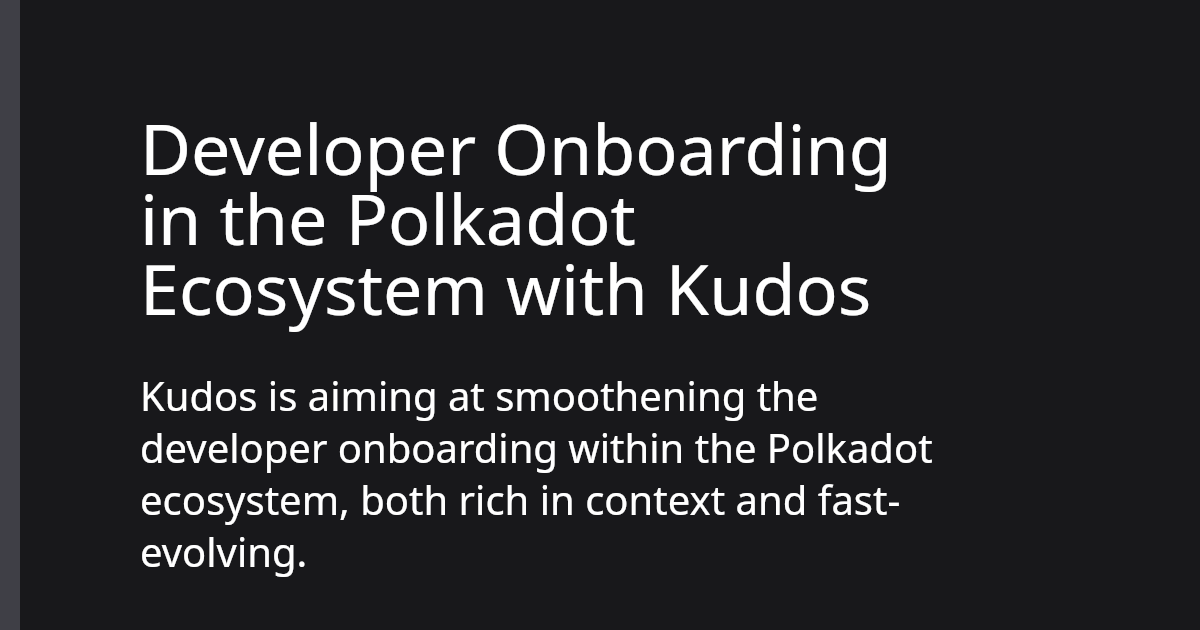 Developer Onboarding
in the Polkadot
Ecosystem with Kudos
Kudos is aiming at smoothening the
developer onboarding within the Polkadot
ecosystem, both rich in context and fast-
evolving.